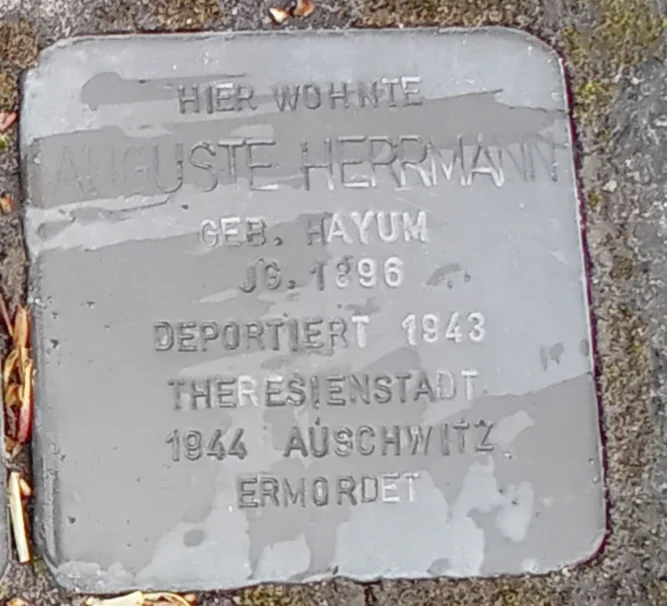 HIER WOHNTE
AUGUSTE HERRMANN
GEB. HAYUM
JG. 1896
DEPORTIERT 1943
THERESIENSTADT
1944 AUSCHWITZ
ERMORDET